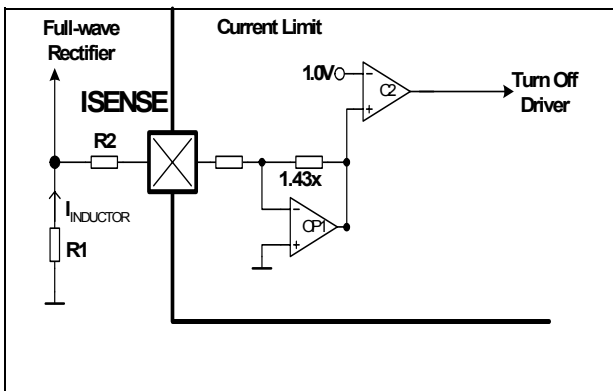 Full-wave
Rectifier
Current Limit
1.0V
C2
Turn Off
Driver
ISENSE
R2
1.43x
IINDUCTOR
OP1
R1